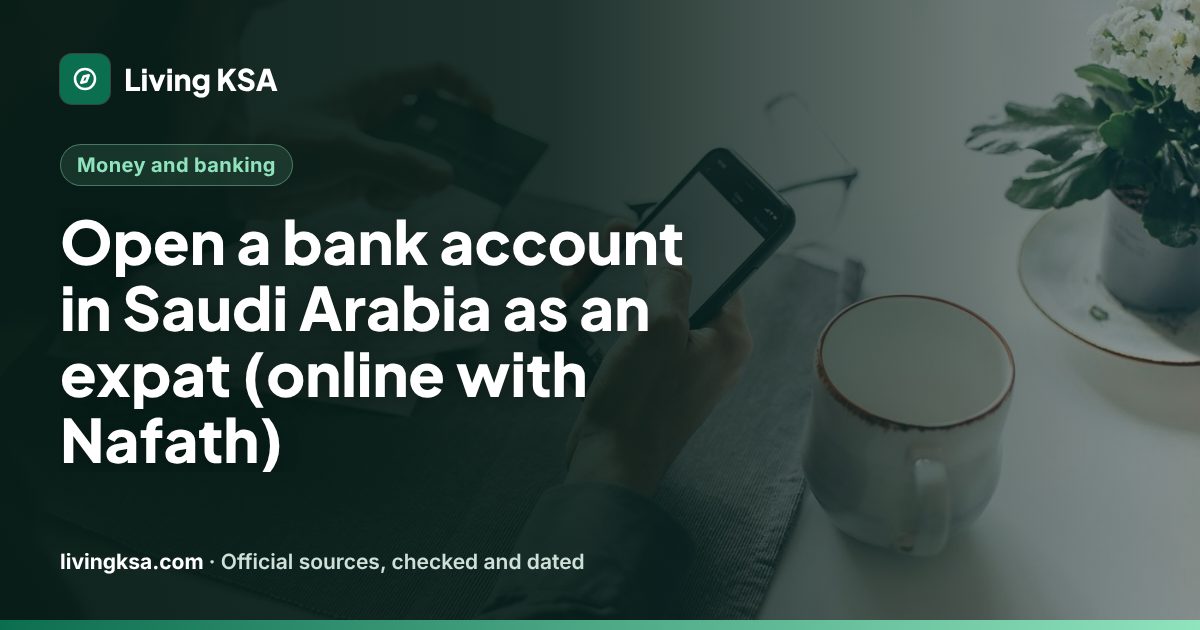 Living KSA
Money and banking
Open a bank account
in Saudi Arabia as an
expat (online with
Nafath)
livingksa.com · Official sources, checked and dated